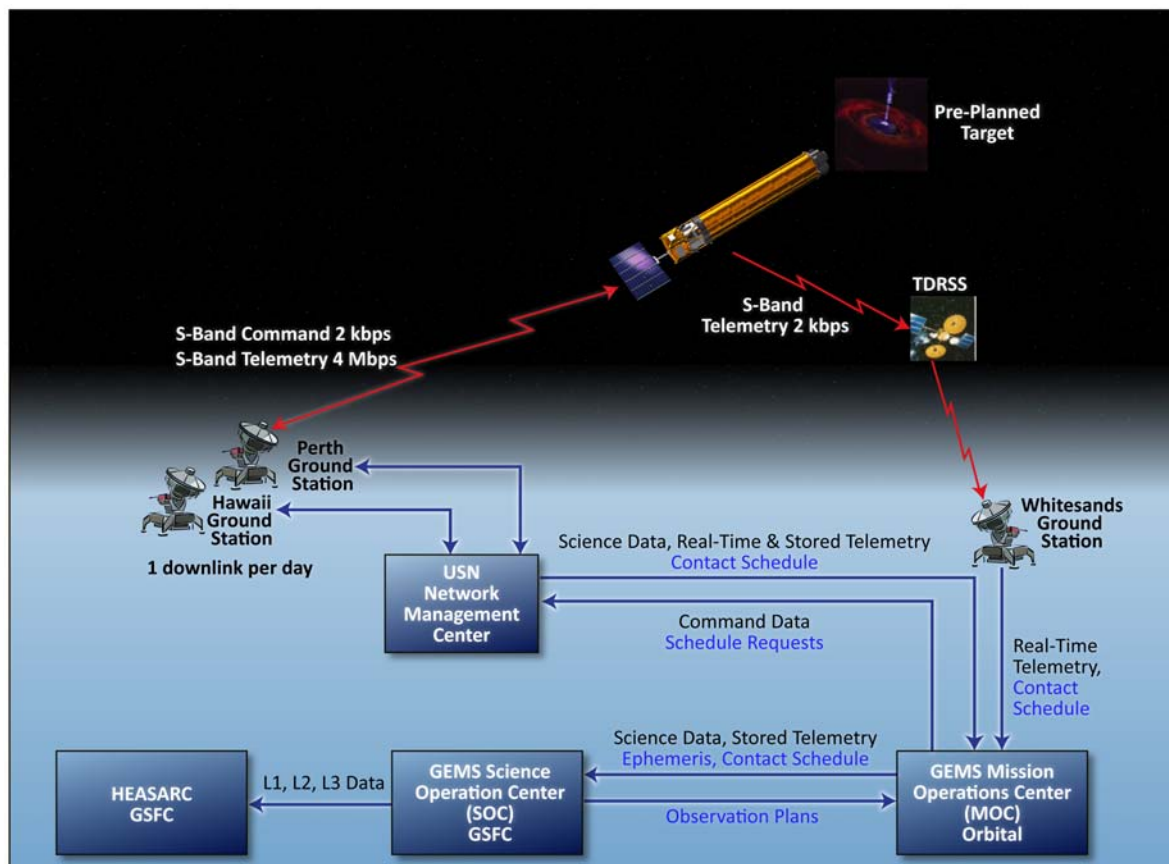 Pre-Planned
Target
TDRSS
S-Band
Telemetry 2 kbps
S-Band Command 2 kbps
S-Band Telemetry 4 Mbps
Perth
Ground
Station
Hawaii
Ground
Station
1 downlink per day
Whitesands
Ground
Station
USN
Network
Management
Center
Science Data, Real-Time & Stored Telemetry
Contact Schedule
Command Data
Schedule Requests
Real-Time
Telemetry,
Contact
Schedule
HEASARC
GSFC
L1, L2, L3 Data
GEMS Science
Operation Center
(SOC)
GSFC
Science Data, Stored Telemetry
Ephemeris, Contact Schedule
Observation Plans
GEMS Mission
Operations Center
(MOC)
Orbital